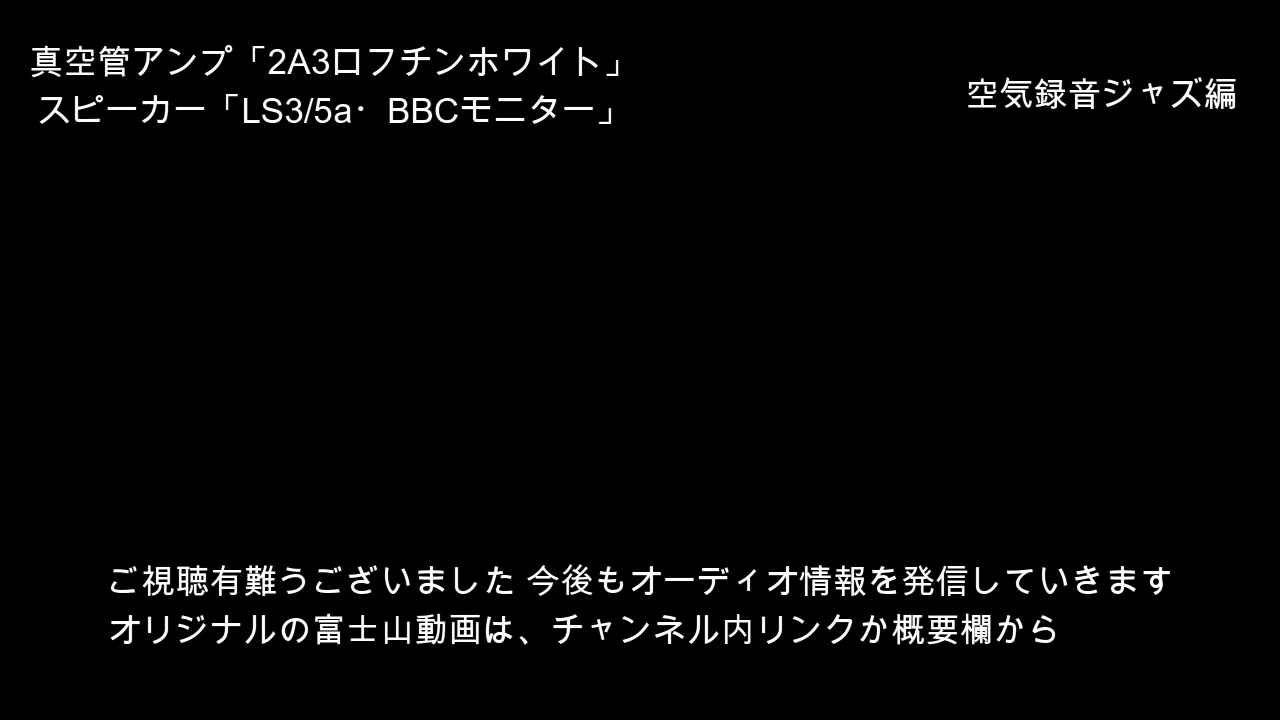 真空管アンプ「2A3ロフチンホワイト」
スピーカー「LS3/5a・BBCモニター」
空気録音ジャズ編
ご視聴有難うございました 今後もオーディオ情報を発信していきます
オリジナルの富士山動画は、チャンネル内リンクか概要欄から